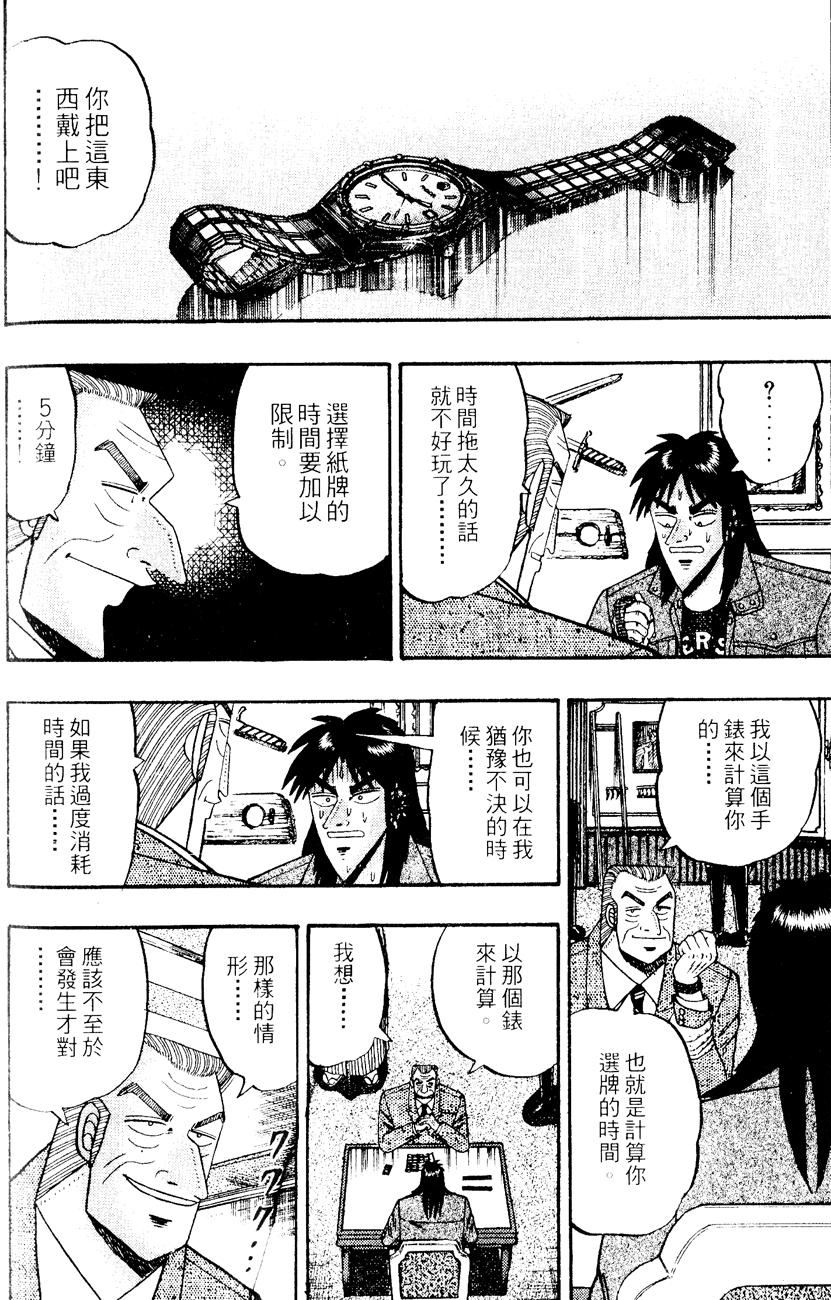 你把這東
西戴上吧
………！
？………
時間拖太久的話
就不好玩了………
選擇紙牌的
時間要加以
限制。
5分鐘
……！
我以這個手
錶來計算你
的……
也就是計算你
選牌的時間。
你也可以在我
猶豫不決的時
候……
如果我過度消耗
時間的話……
以那個錶
來計算。
我想……
那樣的情
形……
應該不至於
會發生才對
………
ククク…